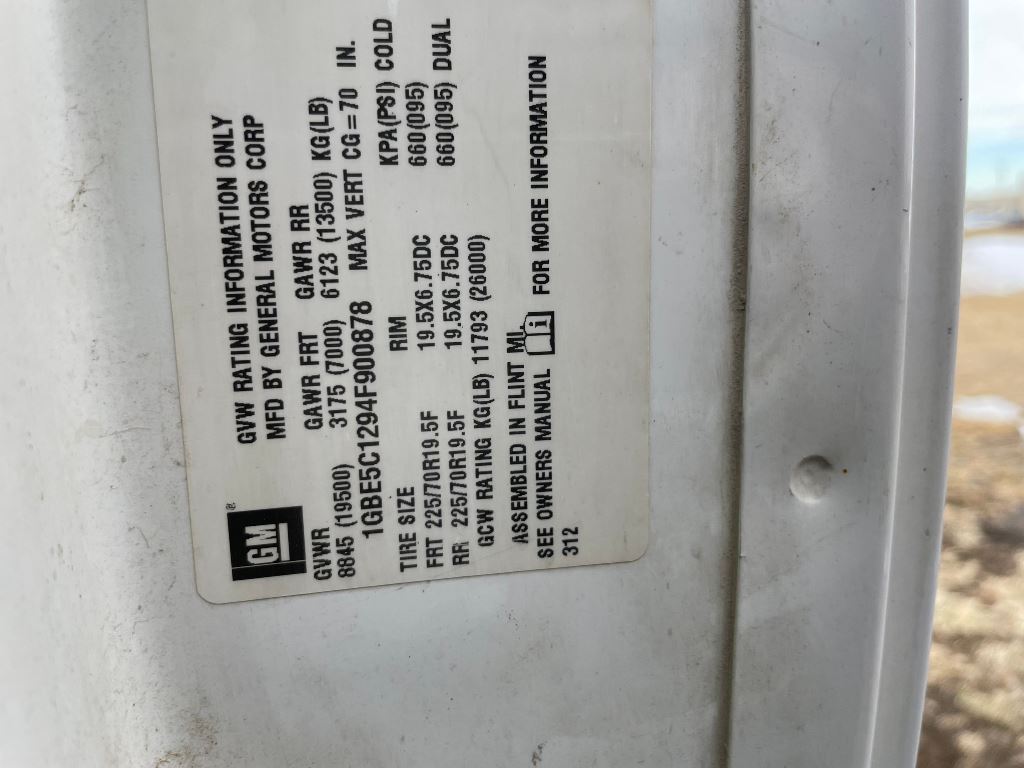 GM®
GVW RATING INFORMATION ONLY
MFD BY GENERAL MOTORS CORP
GVWR GAWR FRT GAWR RR
8845 (19500) 3175 (7000) 6123 (13500) KG(LB)
1GBE5C1294F900878 MAX VERT CG=70 IN.
TIRE SIZE RIM KPA(PSI) COLD
FRT 225/70R19.5F 19.5X6.75DC 660(095)
RR 225/70R19.5F 19.5X6.75DC 660(095) DUAL
GCW RATING KG(LB) 11793 (26000)
ASSEMBLED IN FLINT MI.
SEE OWNERS MANUAL i FOR MORE INFORMATION
312